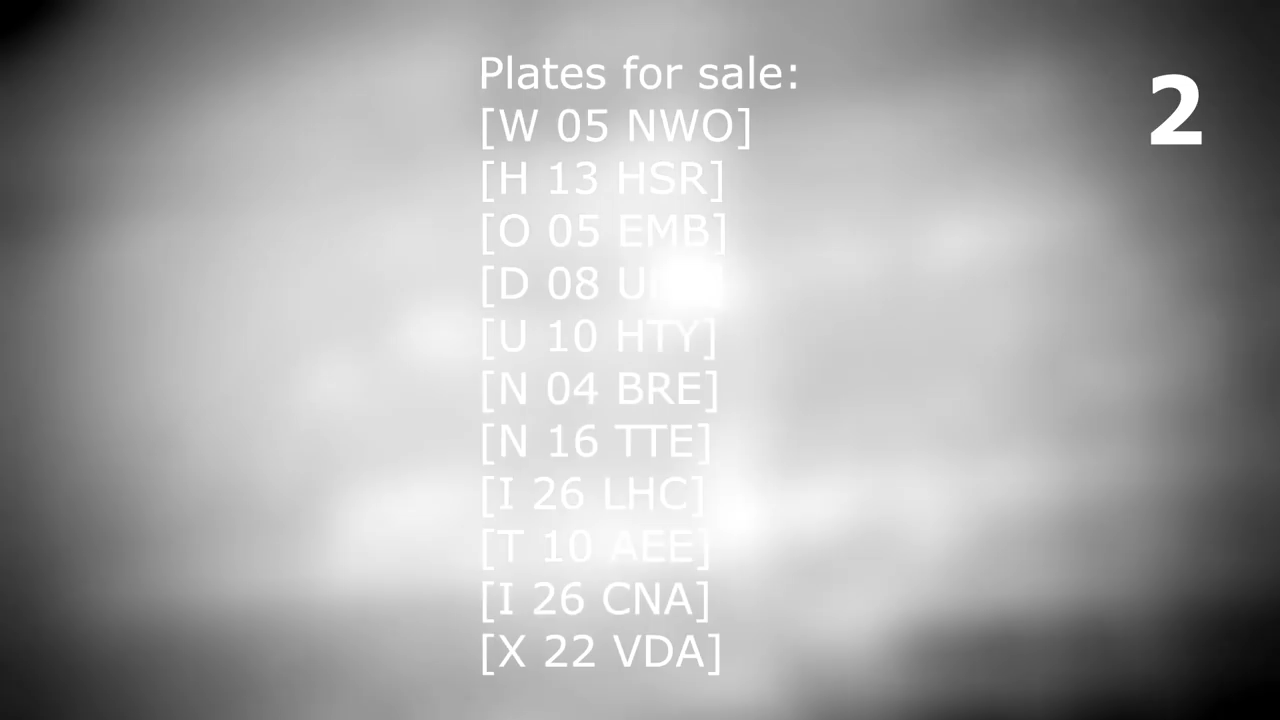 Plates for sale:
2
[W 05 NWO]
[H 13 HSR]
[O 05 EMB]
[D 08
[U 10 HTY]
[N 04 BRE]
[N 16 TTE]
[I 26 LHC]
[T 10 AEE]
[I 26 CNA]
[X 22 VDA]